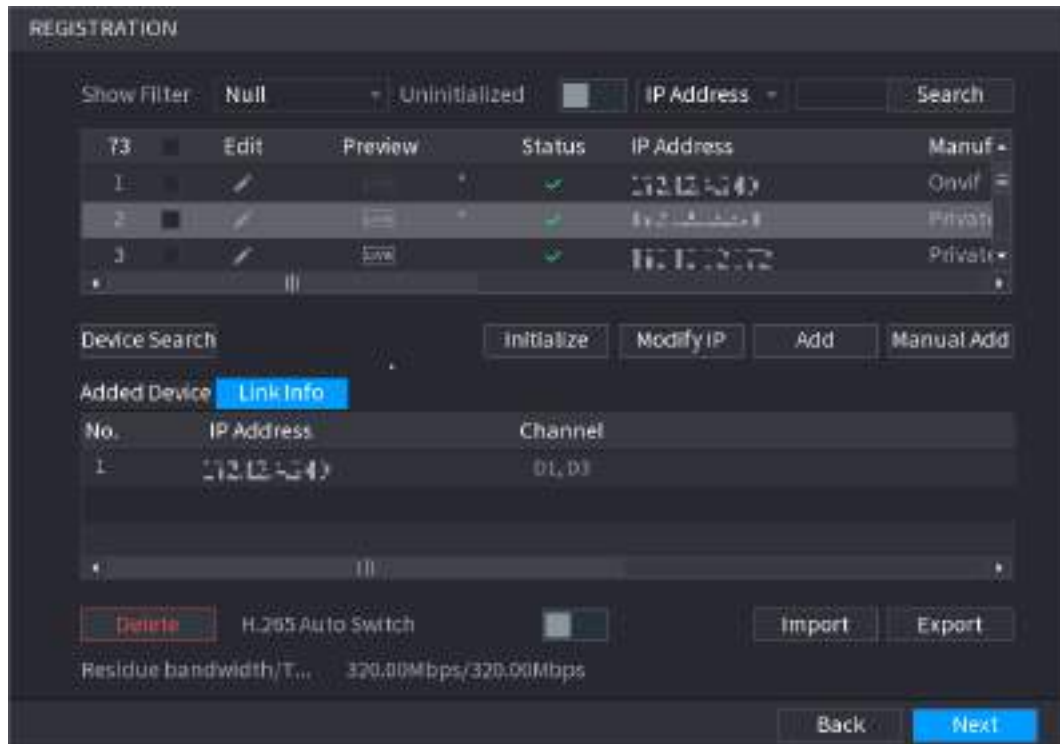 REGISTRATION
Show Filter Null Uninitialized IP Address Search
73 Edit Preview Status IP Address Manuf
1 Onvif
2 Live Private
3 Live Private
Device Search Initialize Modify IP Add Manual Add
Added Device Link Info
No. IP Address Channel
1 D1, D3
Delete H.265 Auto Switch Import Export
Residue bandwidth/T... 320.00Mbps/320.00Mbps
Back Next